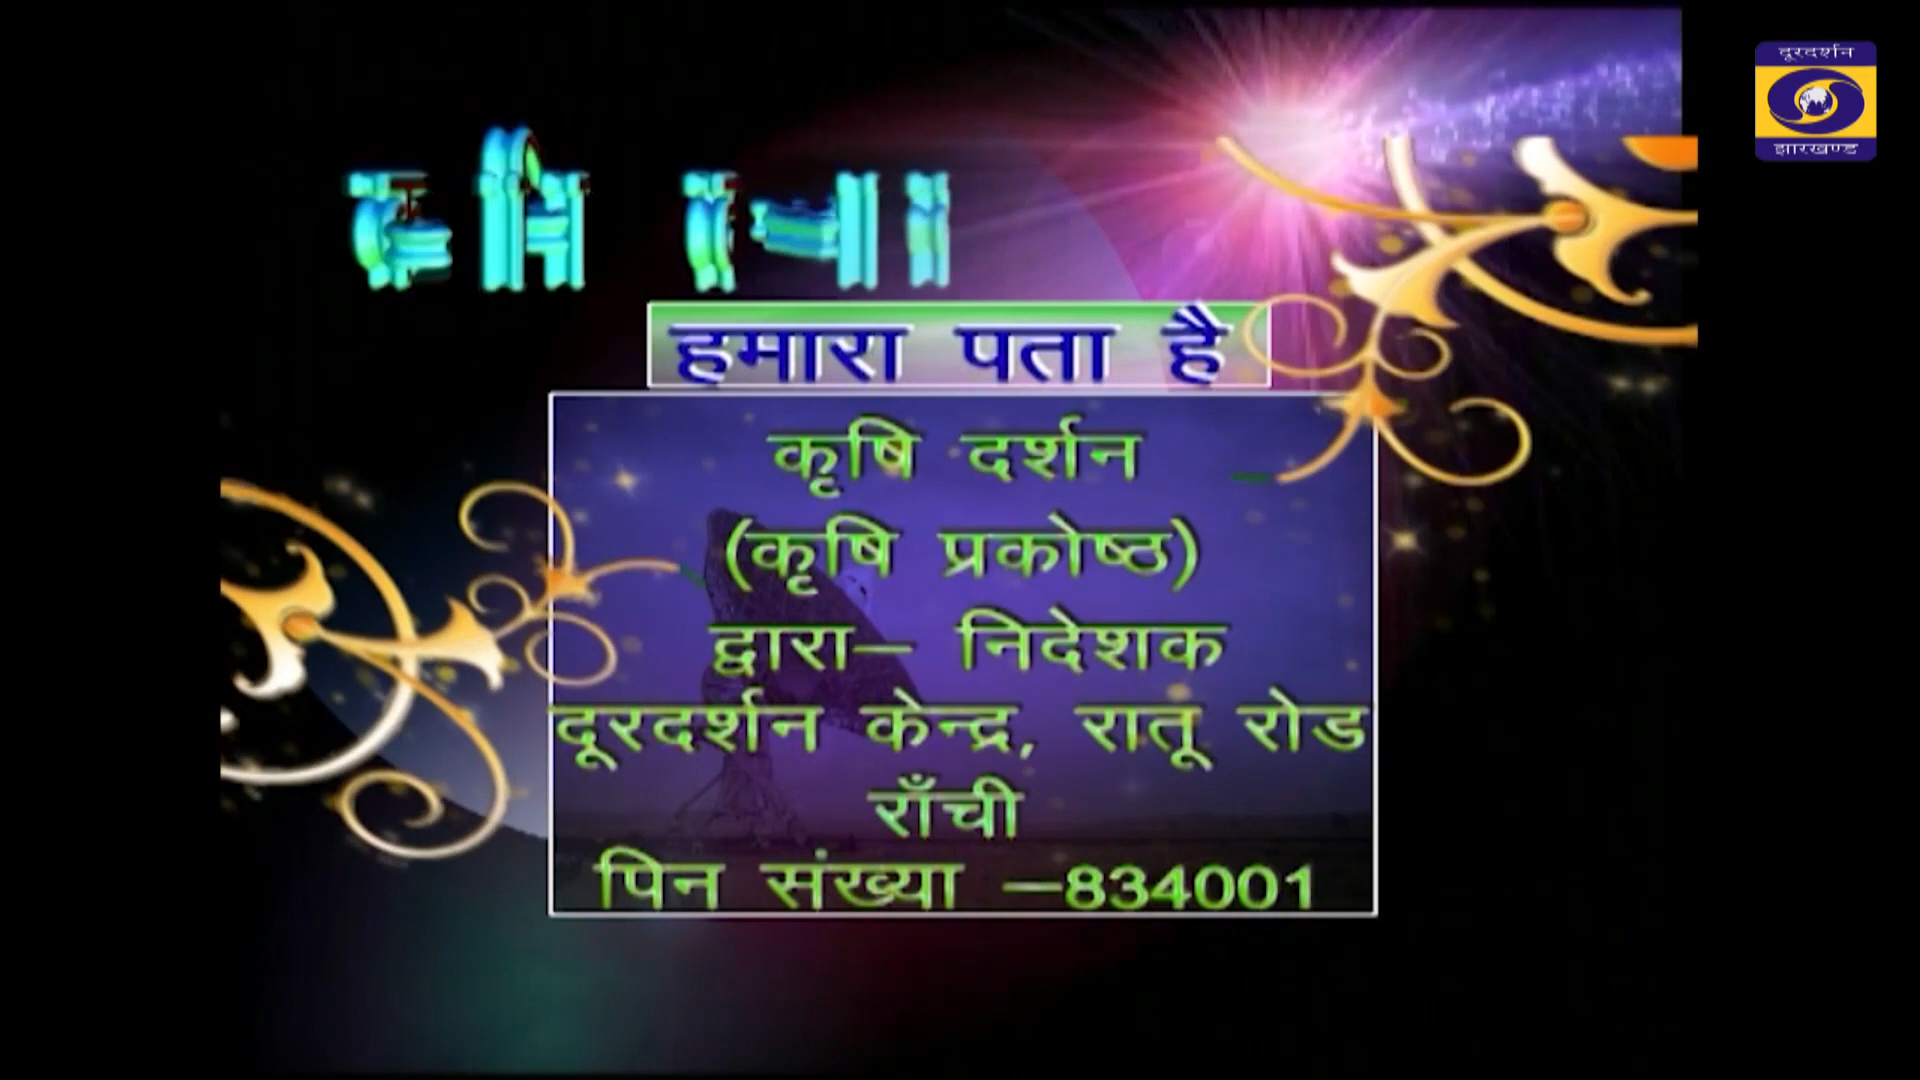 दूरदर्शन
झारखण्ड
हमारा पता है
कृषि दर्शन
(कृषि प्रकोष्ठ)
द्वारा– निदेशक
दूरदर्शन केन्द्र, रातू रोड
राँची
पिन संख्या –834001